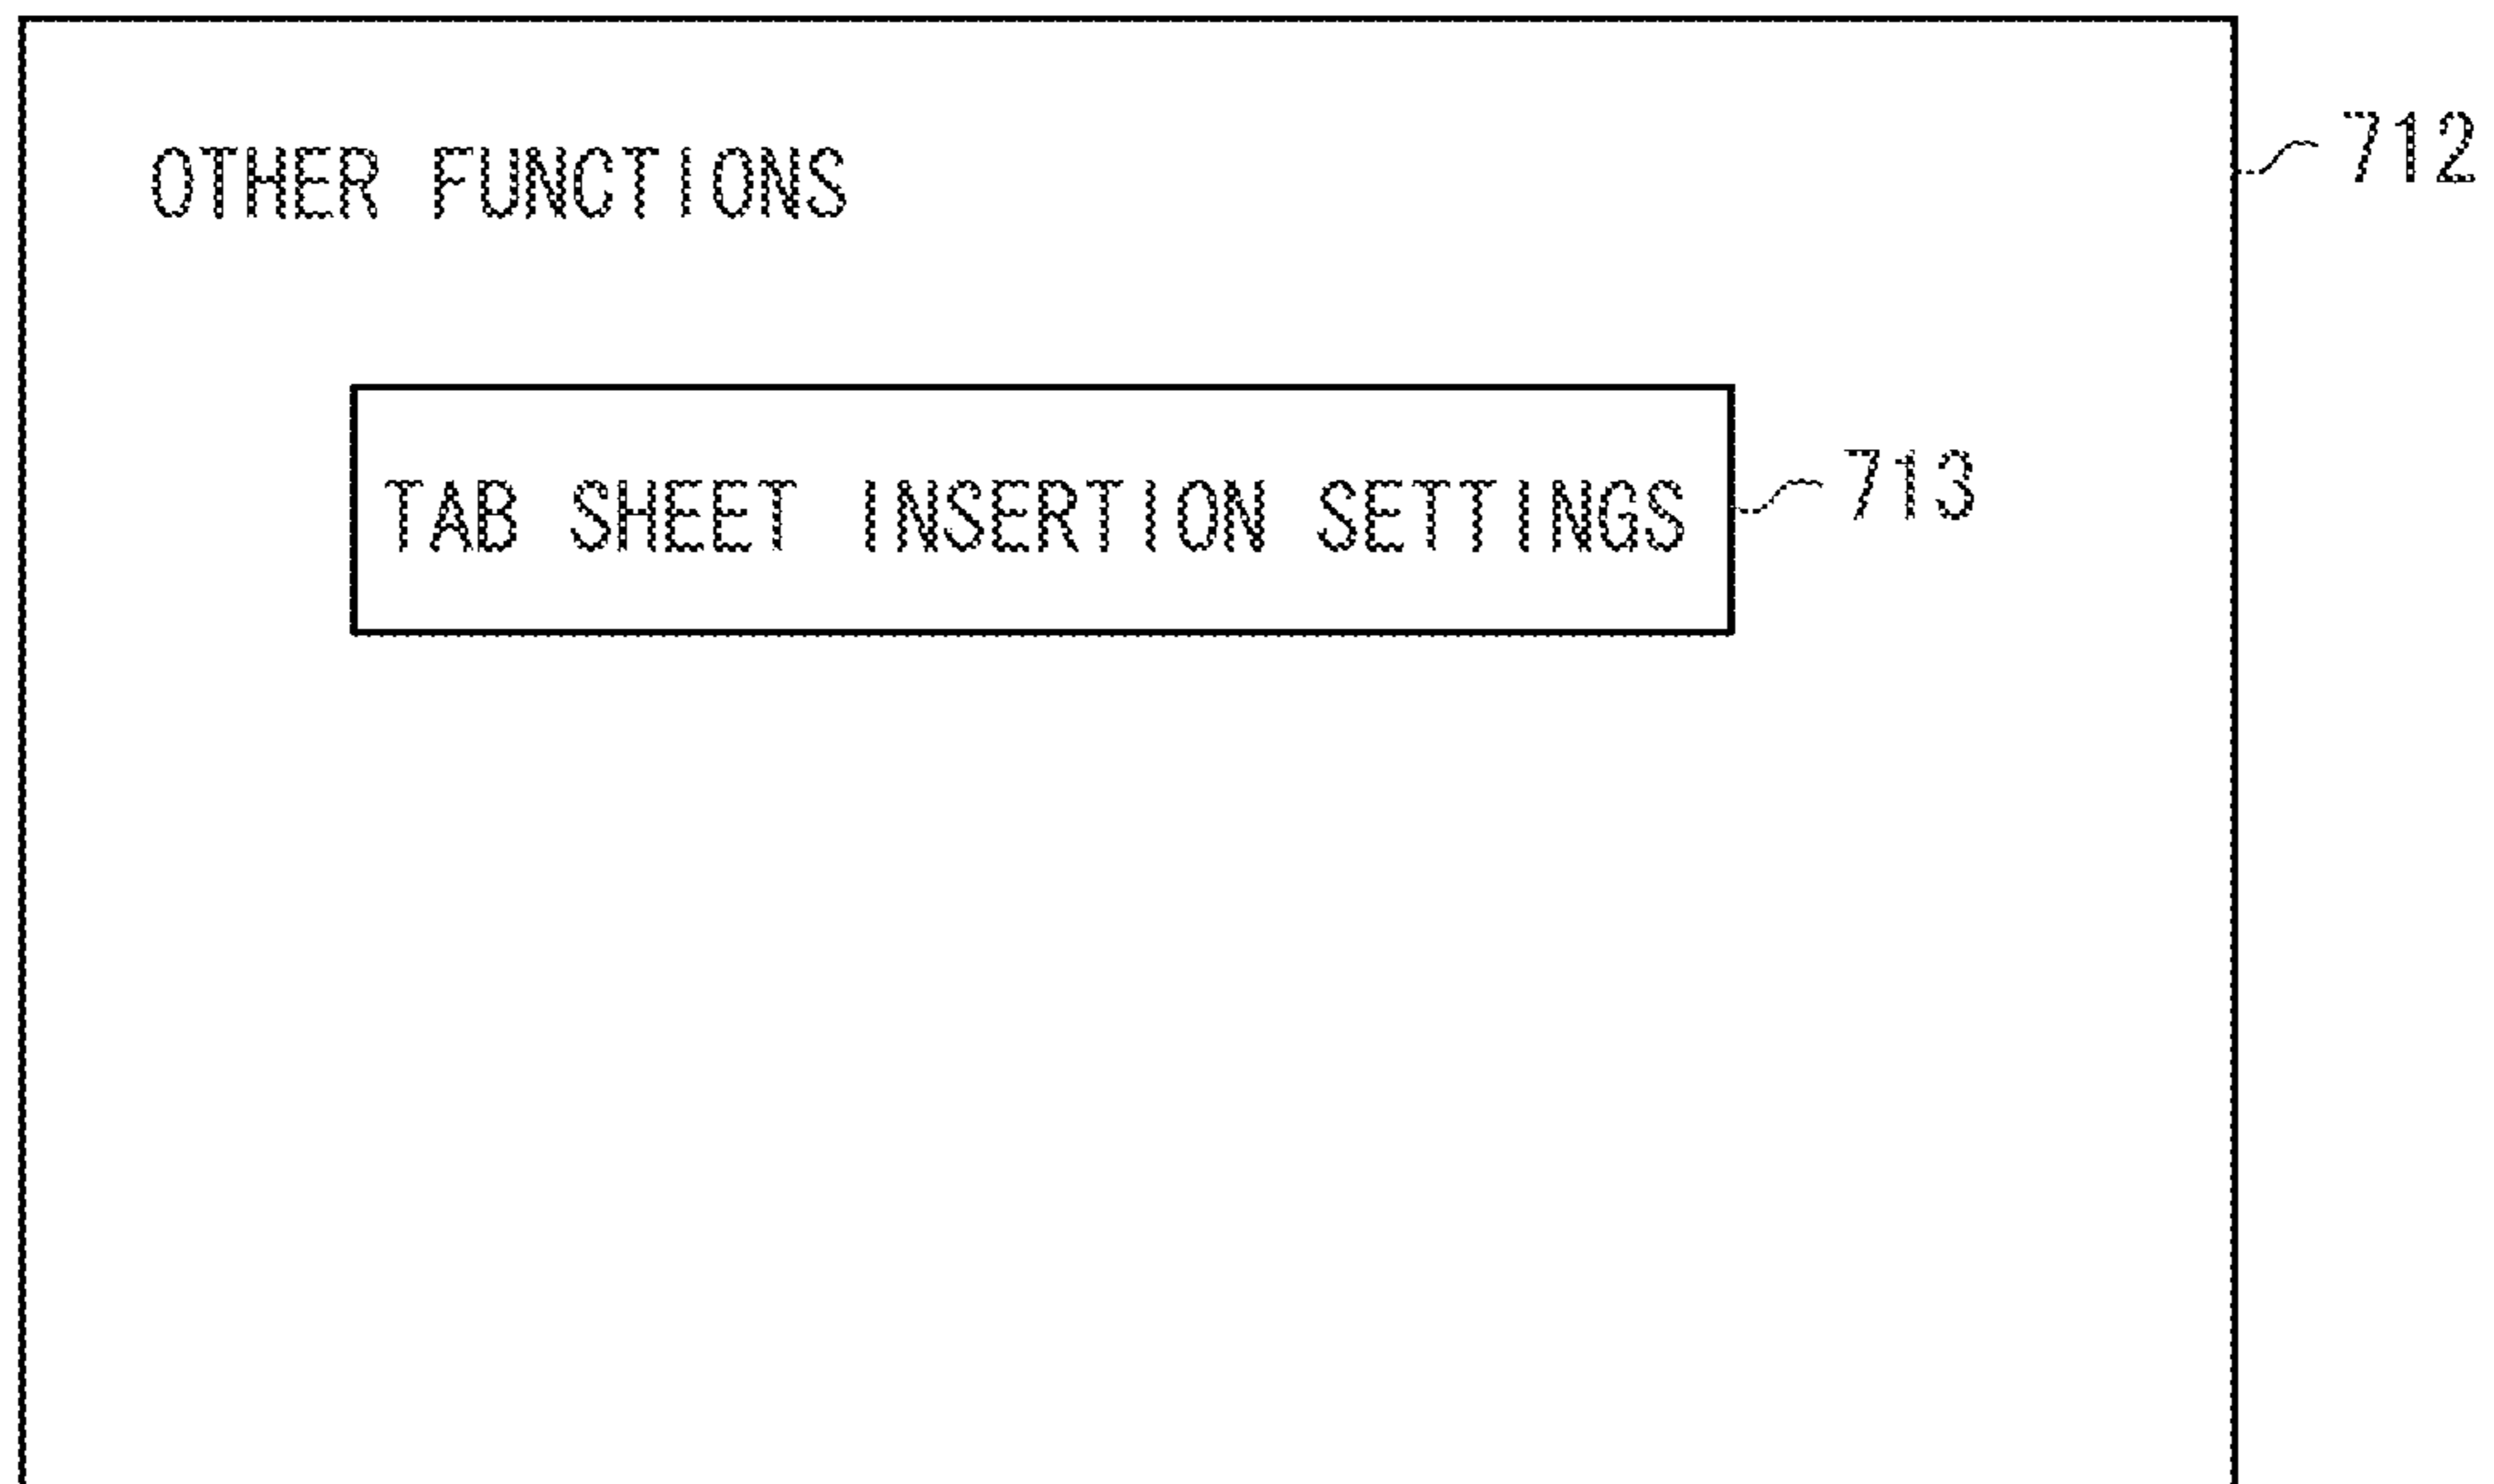 OTHER FUNCTIONS
712
TAB SHEET INSERTION SETTINGS
713